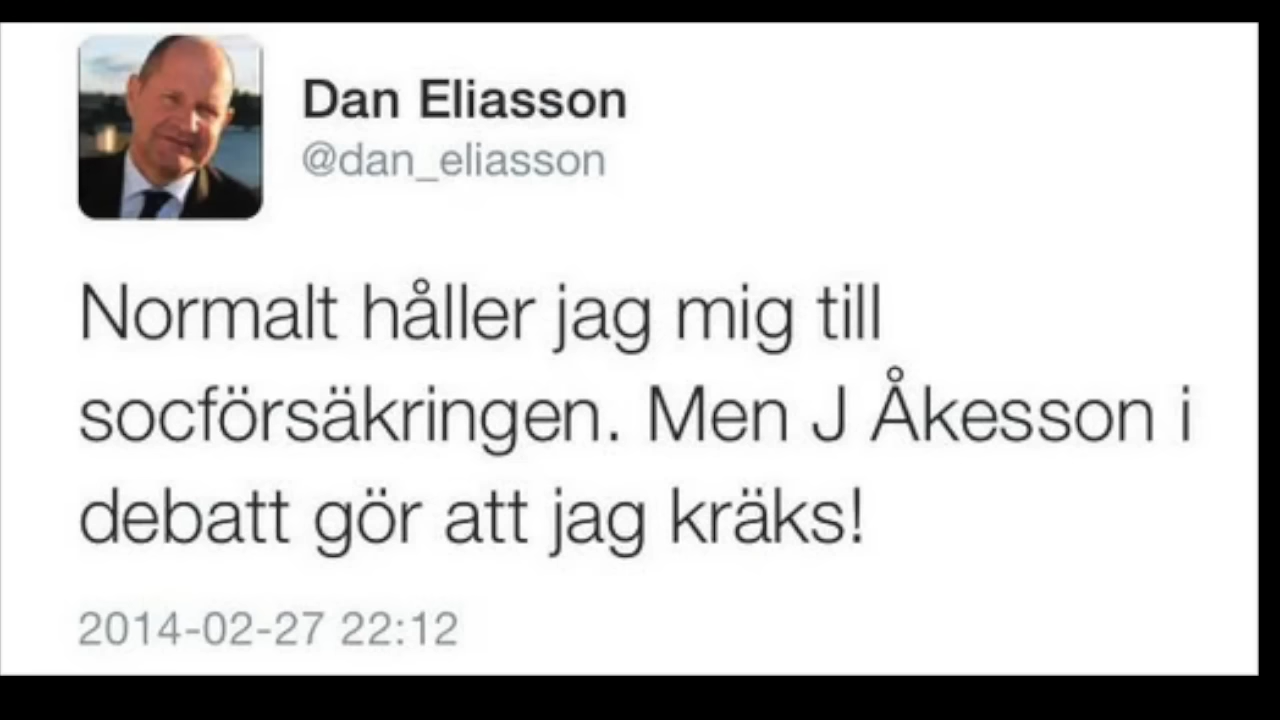 Dan Eliasson
@dan_eliasson
Normalt håller jag mig till
socförsäkringen. Men J Åkesson i
debatt gör att jag kräks!
2014-02-27 22:12